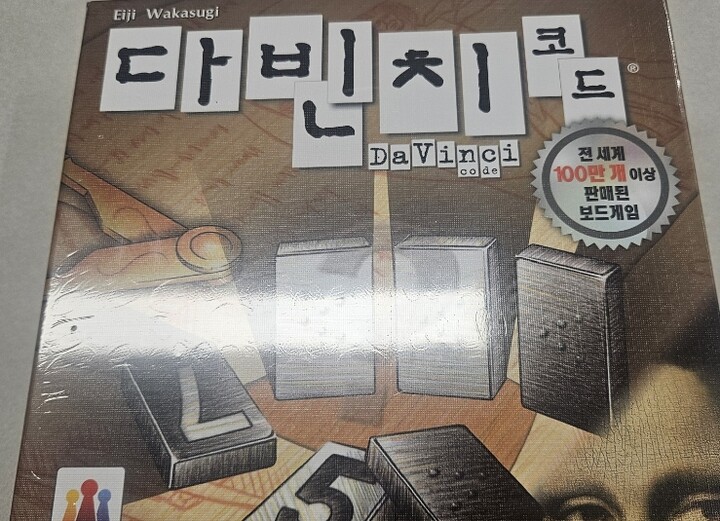 Eiji Wakasugi
다빈치 코드®
DaVinci
code
전 세계
100만 개 이상
판매된
보드게임
7
5